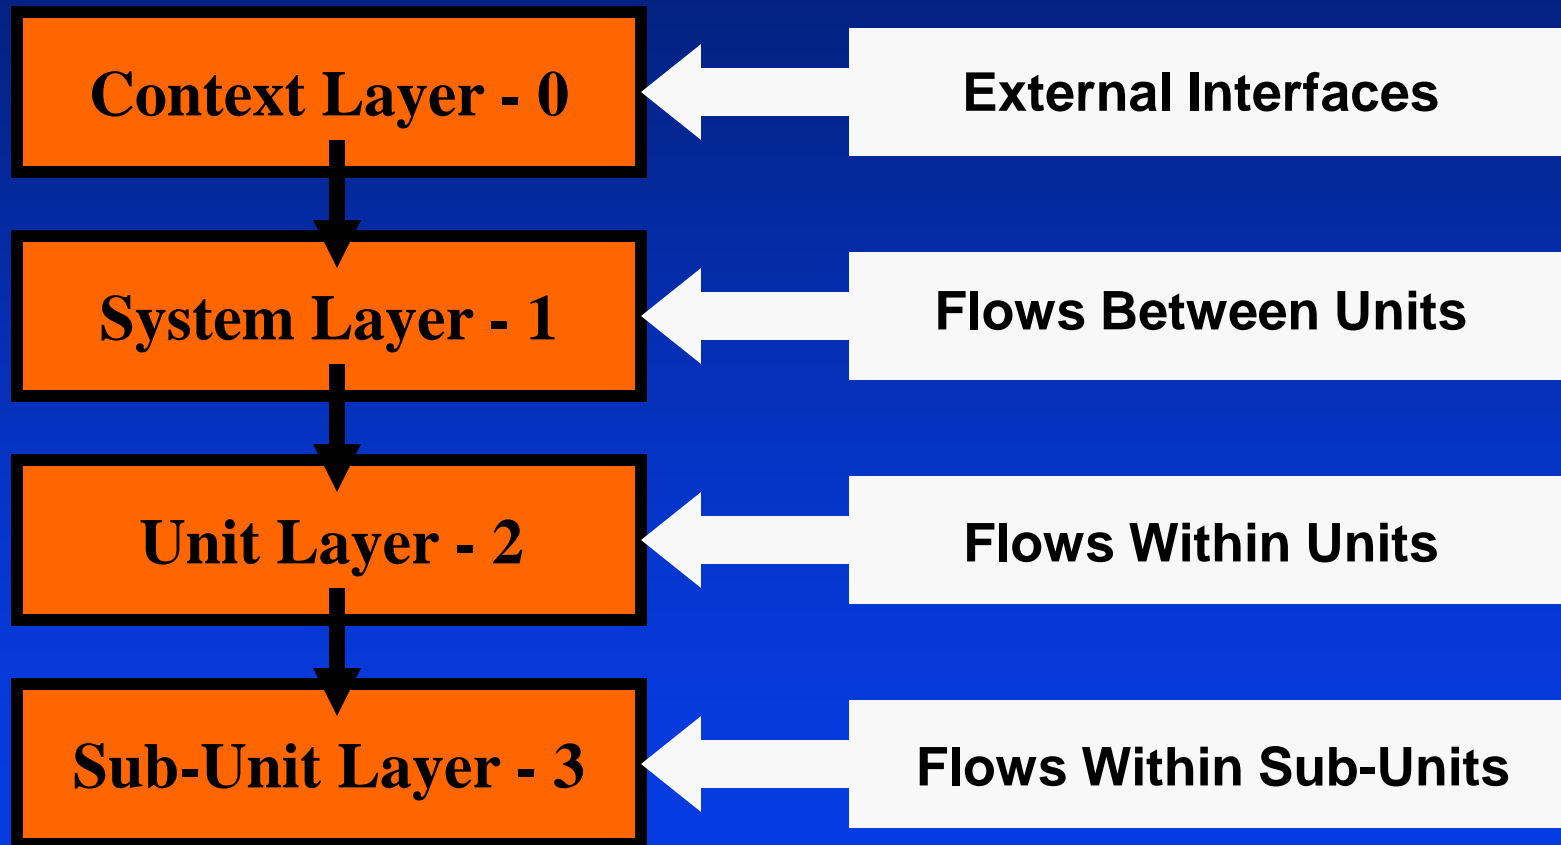 Context Layer - 0
External Interfaces
System Layer - 1
Flows Between Units
Unit Layer - 2
Flows Within Units
Sub-Unit Layer - 3
Flows Within Sub-Units